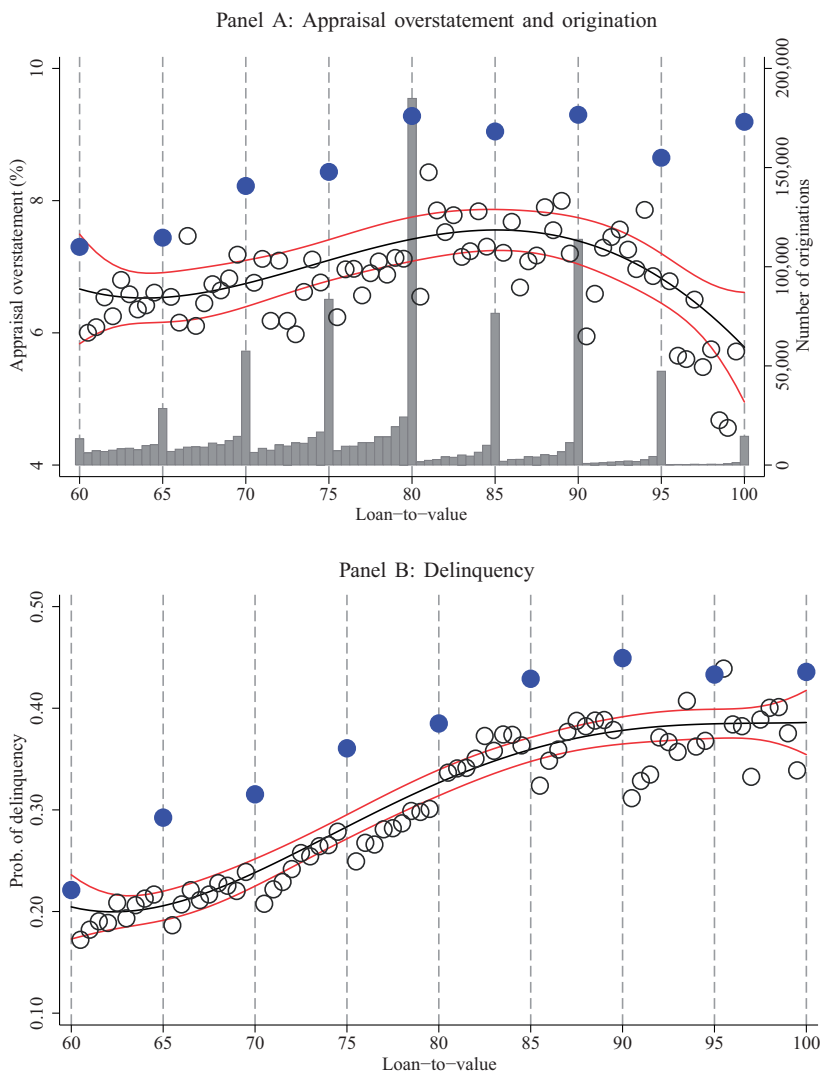 Panel A: Appraisal overstatement and origination
10
8
6
4
Appraisal overstatement (%)
200,000
150,000
100,000
50,000
0
Number of originations
60 65 70 75 80 85 90 95 100
Loan−to−value
Panel B: Delinquency
0.50
0.40
0.30
0.20
0.10
Prob. of delinquency
60 65 70 75 80 85 90 95 100
Loan−to−value